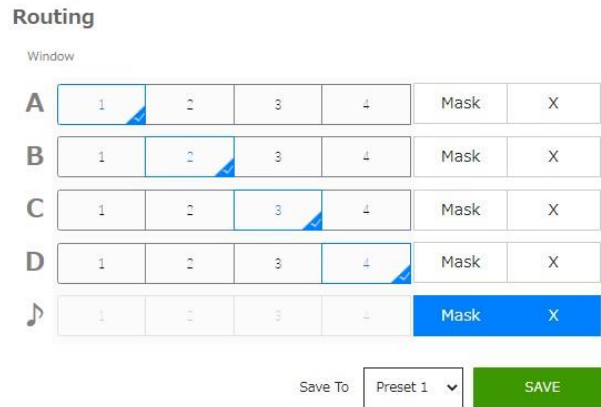 Routing
Window
A 1 2 3 4 Mask X
B 1 2 3 4 Mask X
C 1 2 3 4 Mask X
D 1 2 3 4 Mask X
♪ 1 2 3 4 Mask X
Save To Preset 1 SAVE